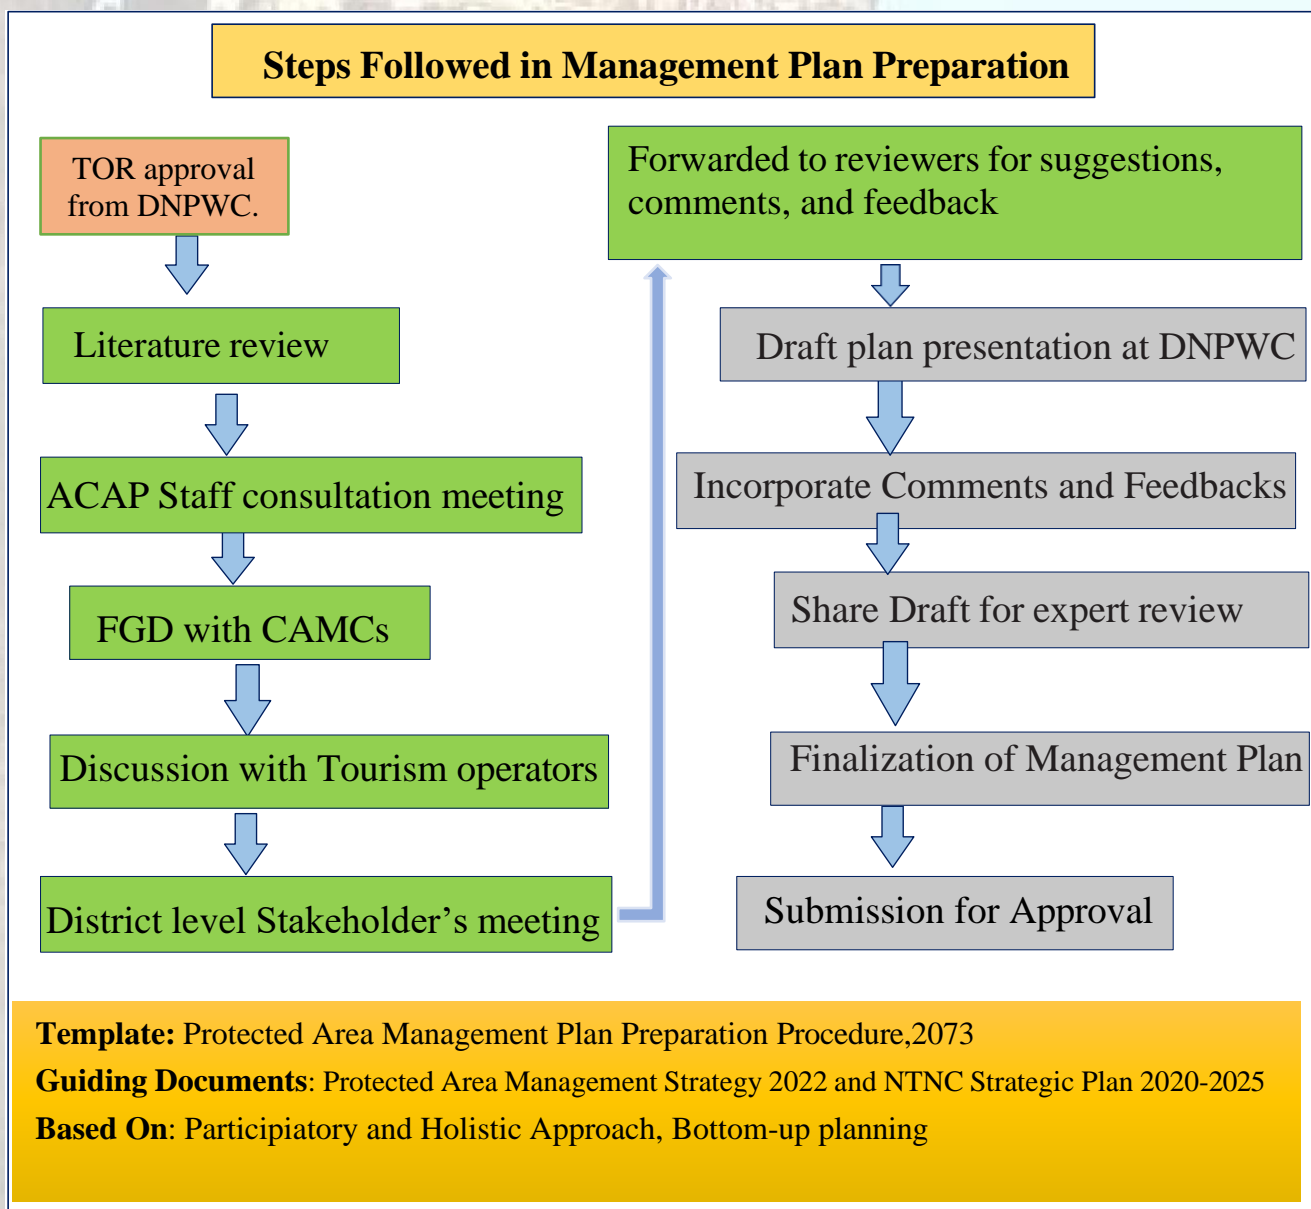 Steps Followed in Management Plan Preparation
TOR approval
from DNPWC.
Literature review
ACAP Staff consultation meeting
FGD with CAMCs
Discussion with Tourism operators
District level Stakeholder’s meeting
Forwarded to reviewers for suggestions,
comments, and feedback
Draft plan presentation at DNPWC
Incorporate Comments and Feedbacks
Share Draft for expert review
Finalization of Management Plan
Submission for Approval
Template: Protected Area Management Plan Preparation Procedure,2073
Guiding Documents: Protected Area Management Strategy 2022 and NTNC Strategic Plan 2020-2025
Based On: Participiatory and Holistic Approach, Bottom-up planning